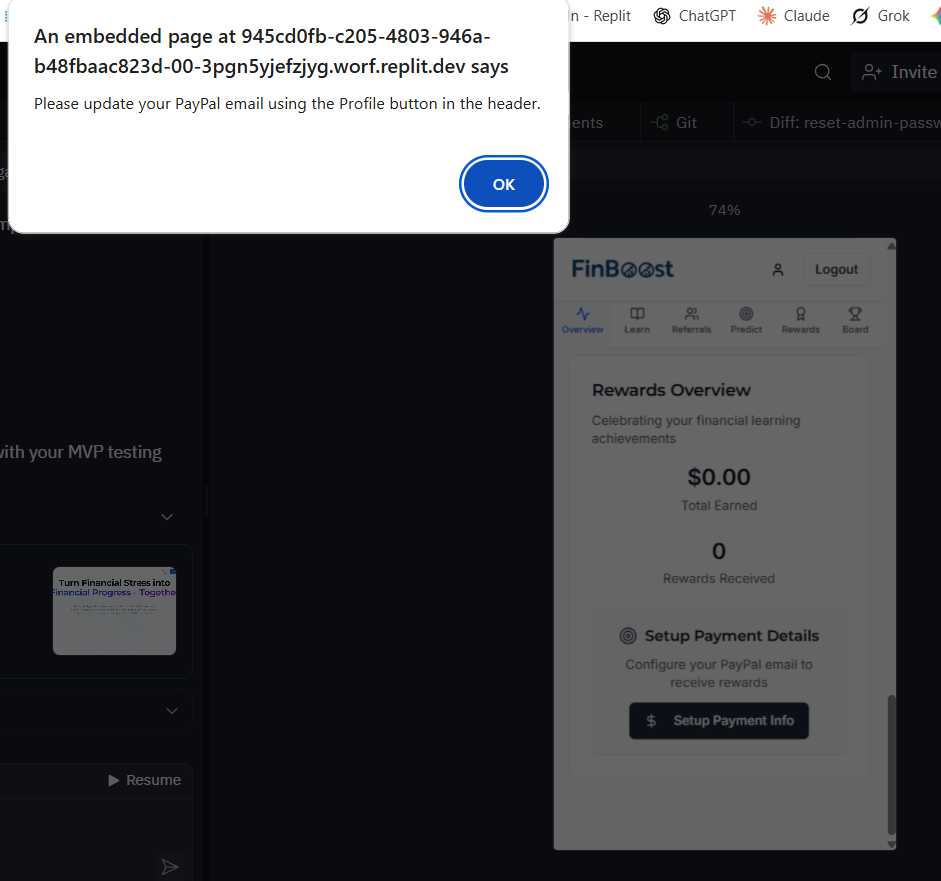 An embedded page at 945cd0fb-c205-4803-946a-
b48fbaac823d-00-3pgn5yjefzjyg.worf.replit.dev says
Please update your PayPal email using the Profile button in the header.
OK
n - Replit
ChatGPT
Claude
Grok
Invite
ents
Git
Diff: reset-admin-passw
74%
FinBoost
Logout
Overview
Learn
Referrals
Predict
Rewards
Board
Rewards Overview
Celebrating your financial learning
achievements
$0.00
Total Earned
0
Rewards Received
Setup Payment Details
Configure your PayPal email to
receive rewards
$ Setup Payment Info
with your MVP testing
Turn Financial Stress into
Financial Progress - Togethe
Resume